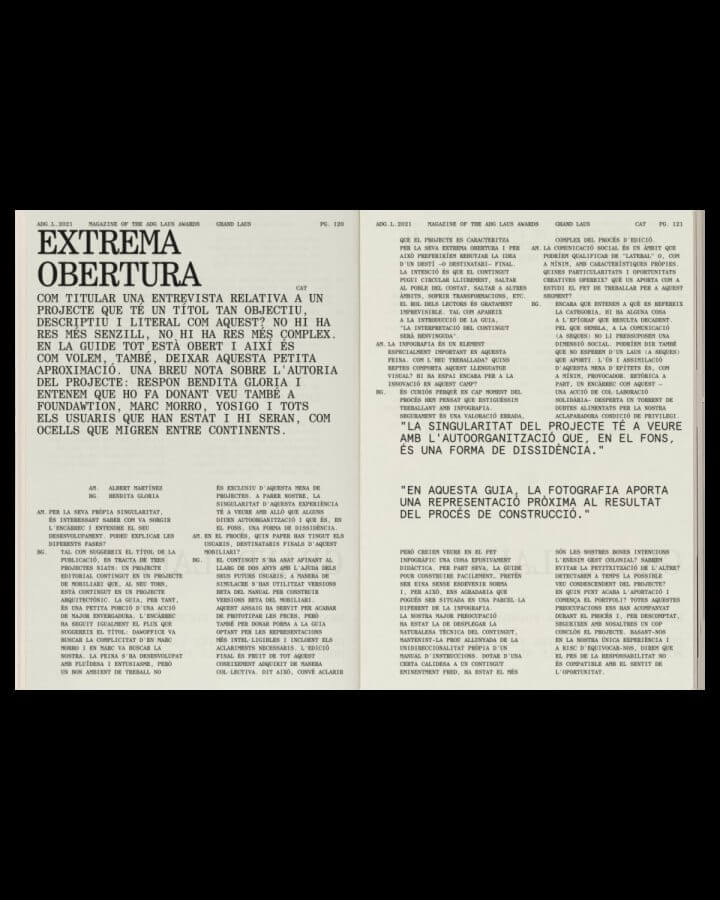 ADG.L.2021 MAGAZINE OF THE ADG LAUS AWARDS GRAND LAUS PG. 120
EXTREMA
OBERTURA
CAT
COM TITULAR UNA ENTREVISTA RELATIVA A UN
PROJECTE QUE TÉ UN TÍTOL TAN OBJECTIU,
DESCRIPTIU I LITERAL COM AQUEST? NO HI HA
RES MÉS SENZILL, NO HI HA RES MÉS COMPLEX.
EN LA GUIDE TOT ESTÀ OBERT I AIXÍ ÉS
COM VOLEM, TAMBÉ, DEIXAR AQUESTA PETITA
APROXIMACIÓ. UNA BREU NOTA SOBRE L'AUTORIA
DEL PROJECTE: RESPON BENDITA GLORIA I
ENTENEM QUE HO FA DONANT VEU TAMBÉ A
FOUNDAWTION, MARC MORRO, YOSIGO I TOTS
ELS USUARIS QUE HAN ESTAT I HI SERAN, COM
OCELLS QUE MIGREN ENTRE CONTINENTS.
AM. ALBERT MARTÍNEZ
BG. BENDITA GLORIA
AM. PER LA SEVA PRÒPIA SINGULARITAT,
ÉS INTERESSANT SABER COM VA SORGIR
L'ENCÀRREC I ENTENDRE EL SEU
DESENVOLUPAMENT. PODEU EXPLICAR LES
DIFERENTS FASES?
BG. TAL COM SUGGEREIX EL TÍTOL DE LA
PUBLICACIÓ, ES TRACTA DE TRES
PROJECTES SIATS: UN PROJECTE
EDITORIAL CONTINGUT EN UN PROJECTE
DE MOBILIARI QUE, AL SEU TORN,
ESTÀ CONTINGUT EN UN PROJECTE
ARQUITECTÒNIC. LA GUIA, PER TANT,
ÉS UNA PETITA PORCIÓ D'UNA ACCIÓ
DE MAJOR ENVERGADURA. L'ENCÀRREC
HA SEGUIT IGUALMENT EL FLUX QUE
SUGGEREIX EL TÍTOL: DAWOFFICE VA
BUSCAR LA COMPLICITAT D'EN MARC
MORRO I EN MARC VA BUSCAR LA
NOSTRA. LA FEINA S'HA DESENVOLUPAT
AMB FLUÏDESA I ENTUSIASME, PERÒ
UN BON AMBIENT DE TREBALL NO
ÉS EXCLUSIU D'AQUESTA MENA DE
PROJECTES. A PARER NOSTRE, LA
SINGULARITAT D'AQUESTA EXPERIÈNCIA
TÉ A VEURE AMB ALLÒ QUE ALGUNS
DIUEN AUTOORGANITZACIÓ I QUE ÉS, EN
EL FONS, UNA FORMA DE DISSIDÈNCIA.
AM. EN EL PROCÉS, QUIN PAPER HAN TINGUT ELS
USUARIS, DESTINATARIS FINALS D'AQUEST
MOBILIARI?
BG. EL CONTINGUT S'HA ANAT AFINANT AL
LLARG DE DOS ANYS AMB L'AJUDA DELS
SEUS FUTURS USUARIS; A MANERA DE
SIMULACRE S'HAN UTILITZAT VERSIONS
BETA DEL MANUAL PER CONSTRUIR
VERSIONS BETA DEL MOBILIARI.
AQUEST ASSAIG HA SERVIT PER ACABAR
DE PROTOTIPAR LES PECES, PERÒ
TAMBÉ PER DONAR FORMA A LA GUIA
OPTANT PER LES REPRESENTACIONS
MÉS INTEL·LIGIBLES I INCLOENT ELS
ACLARIMENTS NECESSARIS. L'EDICIÓ
FINAL ÉS FRUIT DE TOT AQUEST
CONEIXEMENT ADQUIRIT DE MANERA
COL·LECTIVA. DIT AIXÒ, CONVÉ ACLARIR
ADG.L.2021 MAGAZINE OF THE ADG LAUS AWARDS GRAND LAUS CAT PG. 121
QUE EL PROJECTE ES CARACTERITZA
PER LA SEVA EXTREMA OBERTURA I PER
AIXÒ PREFERIRÍEM REBUTJAR LA IDEA
D'UN DESTÍ –O DESTINATARI– FINAL.
LA INTENCIÓ ÉS QUE EL CONTINGUT
PUGUI CIRCULAR LLIUREMENT, SALTAR
AL POBLE DEL COSTAT, SALTAR A ALTRES
ÀMBITS, SOFRIR TRANSFORMACIONS, ETC.
EL ROL DELS LECTORS ÉS GRATAMENT
IMPREVISIBLE. TAL COM APAREIX
A LA INTRODUCCIÓ DE LA GUIA,
"LA INTERPRETACIÓ DEL CONTINGUT
SERÀ BENVINGUDA".
AM. LA INFOGRAFIA ÉS UN ELEMENT
ESPECIALMENT IMPORTANT EN AQUESTA
FEINA. COM L'HEU TREBALLADA? QUINS
REPTES COMPORTA AQUEST LLENGUATGE
VISUAL? HI HA ESPAI ENCARA PER A LA
INNOVACIÓ EN AQUEST CAMP?
BG. ÉS CURIÓS PERQUÈ EN CAP MOMENT DEL
PROCÉS HEM PENSAT QUE ESTIGUÉSSIM
TREBALLANT AMB INFOGRAFIA.
SEGURAMENT ÉS UNA VALORACIÓ ERRADA,
COMPLEX DEL PROCÉS D'EDICIÓ.
AM. LA COMUNICACIÓ SOCIAL ÉS UN ÀMBIT QUE
PODRÍEM QUALIFICAR DE "LATERAL" O, COM
A MÍNIM, AMB CARACTERÍSTIQUES PRÒPIES.
QUINES PARTICULARITATS I OPORTUNITATS
CREATIVES OFEREIX? QUÈ US APORTA COM A
ESTUDI EL FET DE TREBALLAR PER A AQUEST
SEGMENT?
BG. ENCARA QUE ENTENEM A QUÈ ES REFEREIX
LA CATEGORIA, HI HA ALGUNA COSA
A L'EPÍGRAF QUE RESULTA DECADENT.
PEL QUE SEMBLA, A LA COMUNICACIÓ
(A SEQUES) NO LI PRESSUPOSEM UNA
DIMENSIÓ SOCIAL. PODRÍEM DIR TAMBÉ
QUE NO ESPEREM D'UN LAUS (A SEQUES)
QUE APORTI. L'ÚS I ASSIMILACIÓ
D'AQUESTA MENA D'EPÍTETS ÉS, COM
A MÍNIM, PROVOCADOR. RETÒRICA A
PART, UN ENCÀRREC COM AQUEST –
UNA ACCIÓ DE COL·LABORACIÓ
SOLIDÀRIA– DESPERTA UN TORRENT DE
DUBTES ALIMENTATS PER LA NOSTRA
ACLAPARADORA CONDICIÓ DE PRIVILEGI.
"LA SINGULARITAT DEL PROJECTE TÉ A VEURE
AMB L'AUTOORGANITZACIÓ QUE, EN EL FONS,
ÉS UNA FORMA DE DISSIDÈNCIA."
"EN AQUESTA GUIA, LA FOTOGRAFIA APORTA
UNA REPRESENTACIÓ PRÒXIMA AL RESULTAT
DEL PROCÉS DE CONSTRUCCIÓ."
PERÒ CREIEM VEURE EN EL FET
INFOGRÀFIC UNA COSA EFUSIVAMENT
DIDÀCTICA. PER PART SEVA, LA GUIDE
POUR CONSTRUIRE FACILEMENT, PRETÉN
SER EINA SENSE ESDEVENIR NORMA
I, PER AIXÒ, ENS AGRADARIA QUE
POGUÉS SER SITUADA EN UNA PARCEL·LA
DIFERENT DE LA INFOGRAFIA.
LA NOSTRA MAJOR PREOCUPACIÓ
HA ESTAT LA DE DESPLEGAR LA
NATURALESA TÈCNICA DEL CONTINGUT,
MANTENINT-LA PROU ALLUNYADA DE LA
UNIDIRECCIONALITAT PRÒPIA D'UN
MANUAL D'INSTRUCCIONS. DOTAR D'UNA
CERTA CALIDESA A UN CONTINGUT
EMINENTMENT FRED, HA ESTAT EL MÉS
SÓN LES NOSTRES BONES INTENCIONS
L'ENÈSIM GEST COLONIAL? SABREM
EVITAR LA FETITXITZACIÓ DE L'ALTER?
DETECTAREM A TEMPS LA POSSIBLE
VEU CONDESCENDENT DEL PROJECTE?
EN QUIN PUNT ACABA L'APORTACIÓ I
COMENÇA EL PORTFOLI? TOTES AQUESTES
PREOCUPACIONS ENS HAN ACOMPANYAT
DURANT EL PROCÉS I, PER DESCOMPTAT,
SEGUEIXEN AMB NOSALTRES UN COP
CONCLÒS EL PROJECTE. BASANT-NOS
EN LA NOSTRA ÚNICA EXPERIÈNCIA I
A RISC D'EQUIVOCAR-NOS, DIREM QUE
EL PES DE LA RESPONSABILITAT NO
ÉS COMPATIBLE AMB EL SENTIT DE
L'OPORTUNITAT.